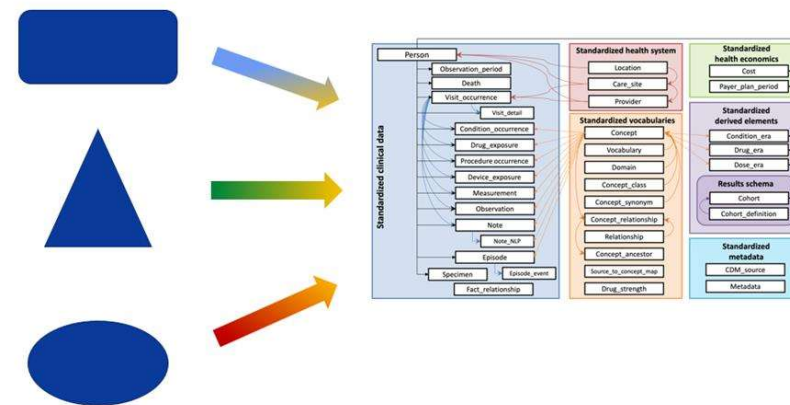 Standardized clinical data
Person
Observation_period
Death
Visit_occurrence
Visit_detail
Condition_occurrence
Drug_exposure
Procedure occurrence
Device_exposure
Measurement
Observation
Note
Note_NLP
Episode
Specimen
Episode_event
Fact_relationship
Standardized health system
Location
Care_site
Provider
Standardized vocabularies
Concept
Vocabulary
Domain
Concept_class
Concept_synonym
Concept_relationship
Relationship
Concept_ancestor
Source_to_concept_map
Drug_strength
Standardized
health economics
Cost
Payer_plan_period
Standardized
derived elements
Condition_era
Drug_era
Dose_era
Results schema
Cohort
Cohort_definition
Standardized
metadata
CDM_source
Metadata